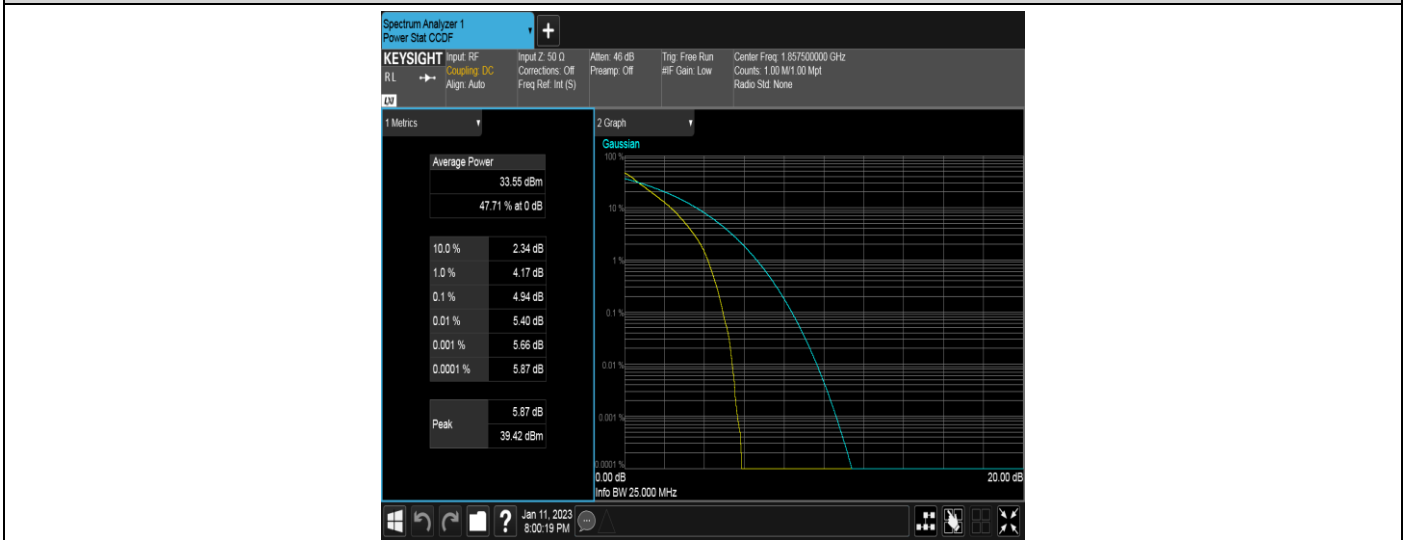 Spectrum Analyzer 1
Power Stat CCDF
+
KEYSIGHT
RL
LXI
Input: RF
Coupling: DC
Align: Auto
Input Z: 50 Ω
Corrections: Off
Freq Ref: Int (S)
Atten: 46 dB
Preamp: Off
Trig: Free Run
#IF Gain: Low
Center Freq: 1.857500000 GHz
Counts: 1.00 M/1.00 Mpt
Radio Std: None
1 Metrics
Average Power
33.55 dBm
47.71 % at 0 dB
10.0 % 2.34 dB
1.0 % 4.17 dB
0.1 % 4.94 dB
0.01 % 5.40 dB
0.001 % 5.66 dB
0.0001 % 5.87 dB
Peak
5.87 dB
39.42 dBm
2 Graph
Gaussian
100 %
10 %
1 %
0.1 %
0.01 %
0.001 %
0.0001 %
0.00 dB 20.00 dB
Info BW 25.000 MHz
?
Jan 11, 2023
8:00:19 PM